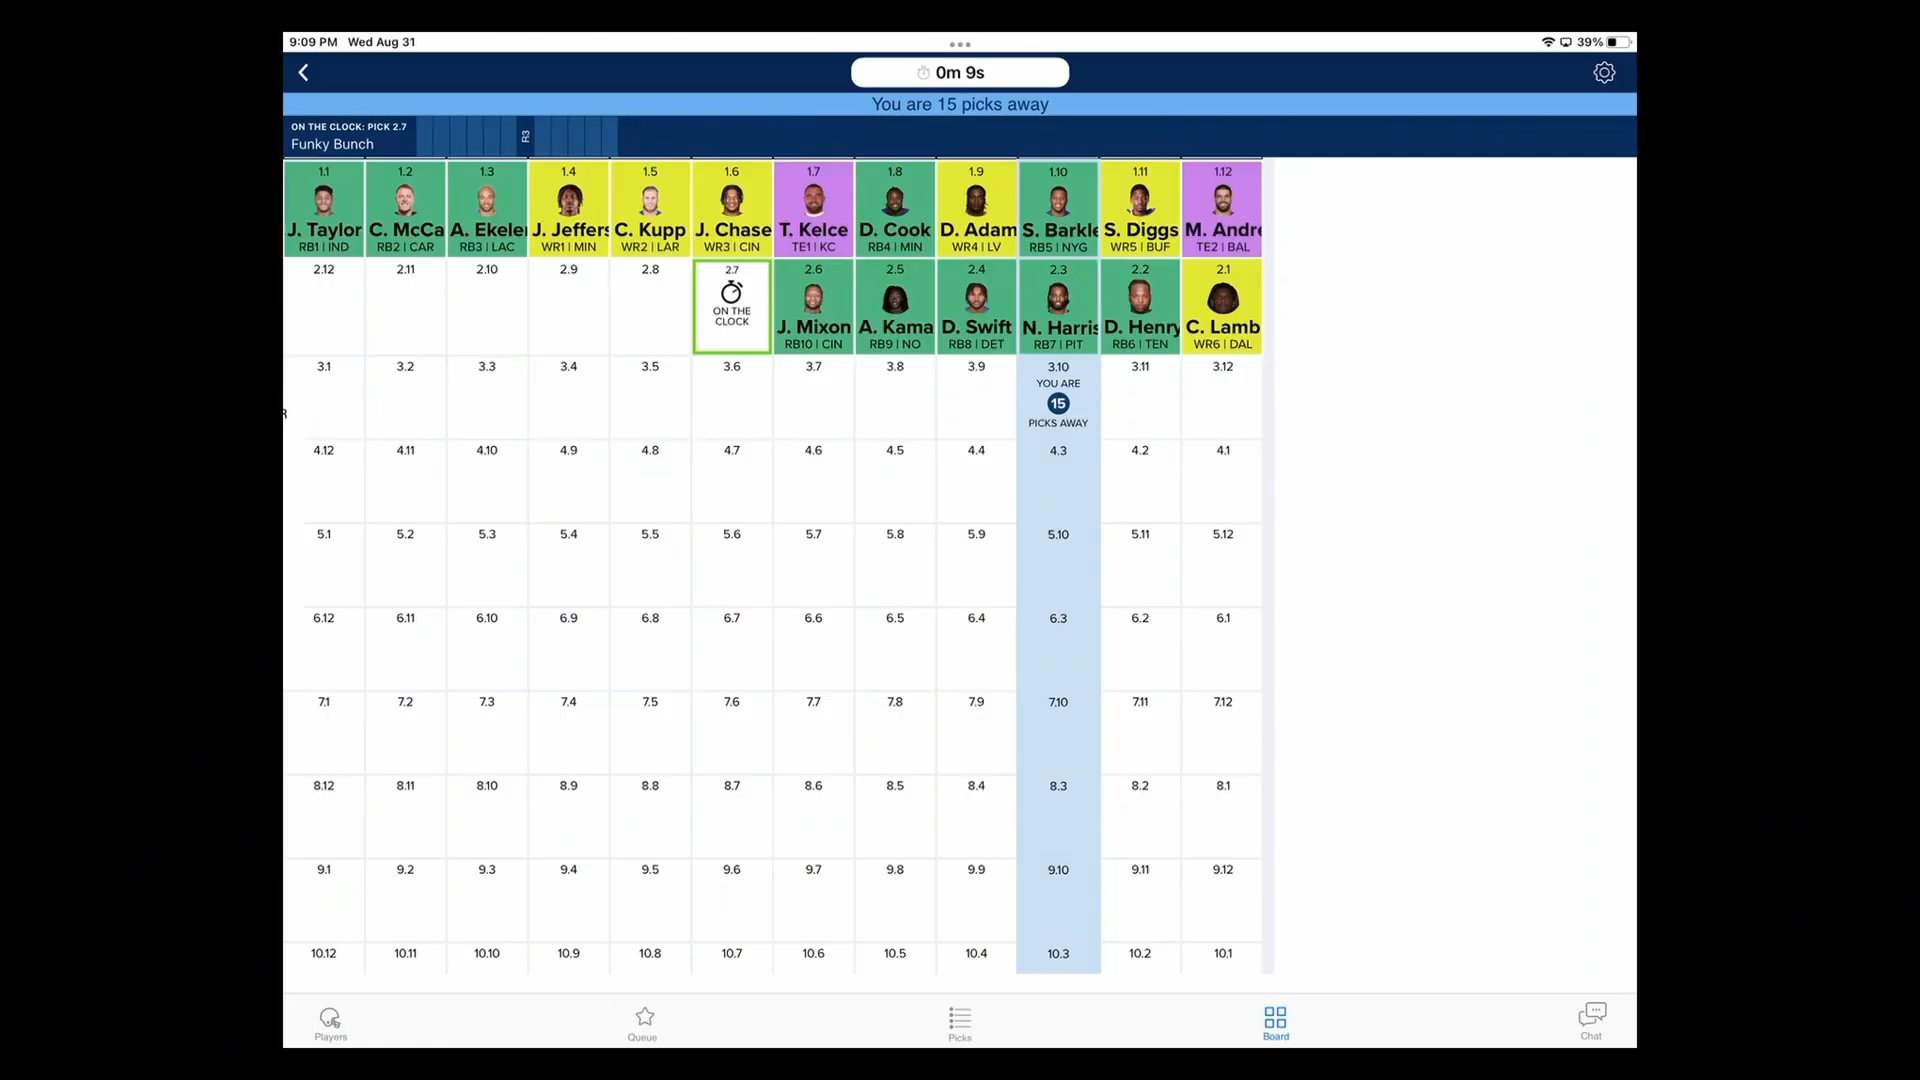 9:09 PM Wed Aug 31
39%
0m 9s
You are 15 picks away
ON THE CLOCK: PICK 2.7
Funky Bunch
R3
1.1 1.2 1.3 1.4 1.5 1.6 1.7 1.8 1.9 1.10 1.11 1.12
J. Taylor C. McCa A. Ekeler J. Jeffers C. Kupp J. Chase T. Kelce D. Cook D. Adam S. Barkle S. Diggs M. Andre
RB1 | IND RB2 | CAR RB3 | LAC WR1 | MIN WR2 | LAR WR3 | CIN TE1 | KC RB4 | MIN WR4 | LV RB5 | NYG WR5 | BUF TE2 | BAL
2.12 2.11 2.10 2.9 2.8 2.7 2.6 2.5 2.4 2.3 2.2 2.1
ON THE
CLOCK
J. Mixon A. Kama D. Swift N. Harris D. Henry C. Lamb
RB10 | CIN RB9 | NO RB8 | DET RB7 | PIT RB6 | TEN WR6 | DAL
3.1 3.2 3.3 3.4 3.5 3.6 3.7 3.8 3.9 3.10 3.11 3.12
YOU ARE
15
PICKS AWAY
4.12 4.11 4.10 4.9 4.8 4.7 4.6 4.5 4.4 4.3 4.2 4.1
5.1 5.2 5.3 5.4 5.5 5.6 5.7 5.8 5.9 5.10 5.11 5.12
6.12 6.11 6.10 6.9 6.8 6.7 6.6 6.5 6.4 6.3 6.2 6.1
7.1 7.2 7.3 7.4 7.5 7.6 7.7 7.8 7.9 7.10 7.11 7.12
8.12 8.11 8.10 8.9 8.8 8.7 8.6 8.5 8.4 8.3 8.2 8.1
9.1 9.2 9.3 9.4 9.5 9.6 9.7 9.8 9.9 9.10 9.11 9.12
10.12 10.11 10.10 10.9 10.8 10.7 10.6 10.5 10.4 10.3 10.2 10.1
Players Queue Picks Board Chat